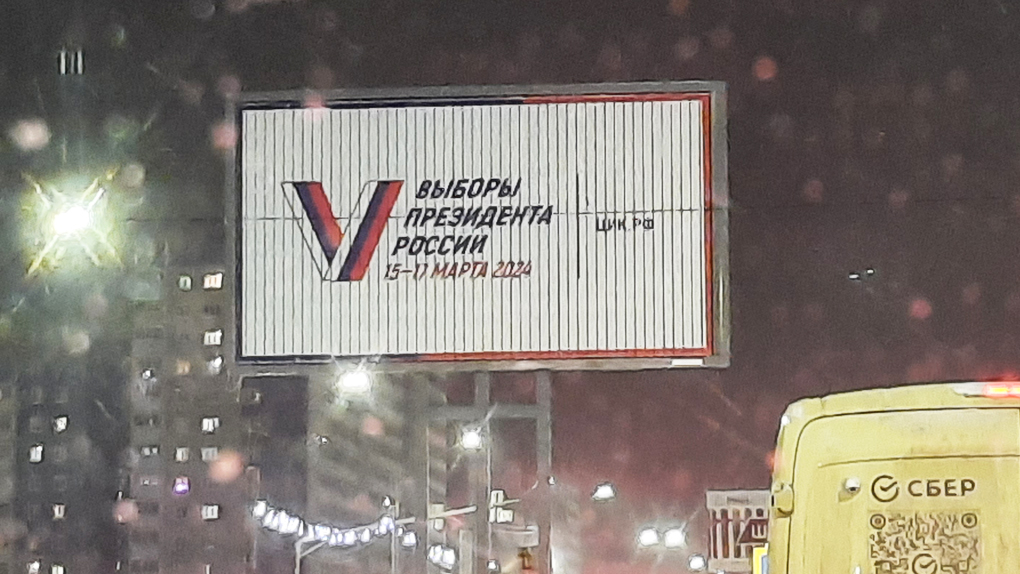 ВЫБОРЫ
ПРЕЗИДЕНТА
РОССИИ
15–17 МАРТА 2024
ЦИК.РФ
СБЕР